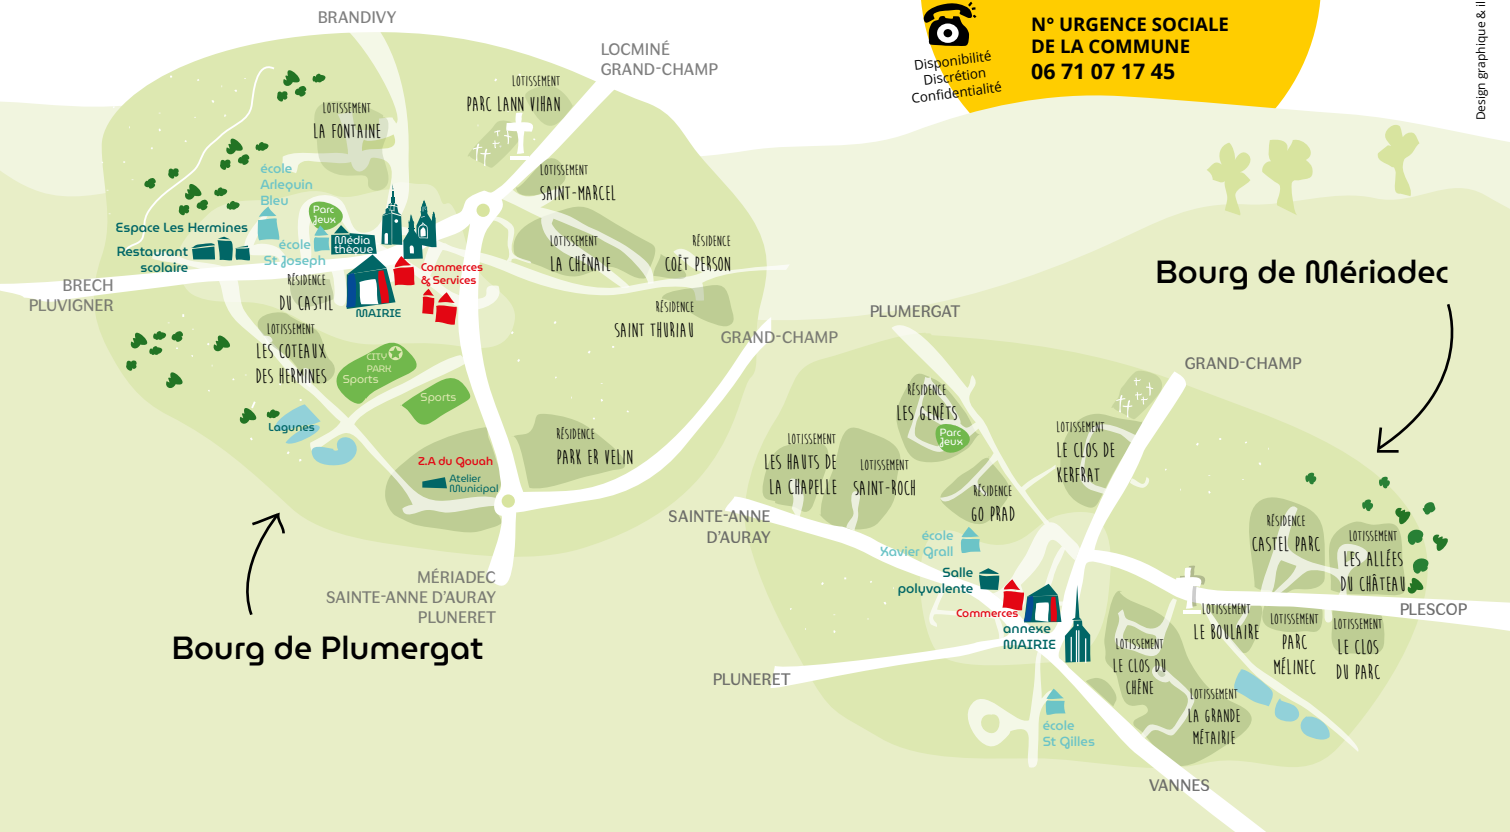 BRANDIVY
LOCMINÉ
GRAND-CHAMP
Disponibilité
Discrétion
Confidentialité
N° URGENCE SOCIALE
DE LA COMMUNE
06 71 07 17 45
Design graphique & il
LOTISSEMENT
PARC LANN VIHAN
LOTISSEMENT
LA FONTAINE
LOTISSEMENT
SAINT-MARCEL
école
Arlequin
Bleu
Parc
Jeux
Espace Les Hermines
Restaurant
scolaire
école
St Joseph
Média
thèque
LOTISSEMENT
LA CHÊNAIE
RÉSIDENCE
COËT PERSON
Commerces
& Services
RÉSIDENCE
DU CASTIL
MAIRIE
BRECH
PLUVIGNER
RÉSIDENCE
SAINT THURIAU
LOTISSEMENT
LES COTEAUX
DES HERMINES
CITY
PARK
Sports
Sports
Lagunes
GRAND-CHAMP
RÉSIDENCE
PARK ER VELIN
Z.A du Gouah
Atelier
Municipal
MÉRIADEC
SAINTE-ANNE D'AURAY
PLUNERET
Bourg de Plumergat
Bourg de Mériadec
PLUMERGAT
GRAND-CHAMP
RÉSIDENCE
LES GENÊTS
Parc
Jeux
LOTISSEMENT
LES HAUTS DE
LA CHAPELLE
LOTISSEMENT
SAINT-ROCH
LOTISSEMENT
LE CLOS DE
KERFRAT
RÉSIDENCE
GO PRAD
SAINTE-ANNE
D'AURAY
école
Xavier Grall
Salle
polyvalente
Commerces
annexe
MAIRIE
RÉSIDENCE
CASTEL PARC
LOTISSEMENT
LES ALLÉES
DU CHÂTEAU
PLESCOP
LOTISSEMENT
LE BOULAIRE
LOTISSEMENT
PARC
MÉLINEC
LOTISSEMENT
LE CLOS
DU PARC
LOTISSEMENT
LE CLOS DU
CHÊNE
LOTISSEMENT
LA GRANDE
MÉTAIRIE
PLUNERET
école
St Gilles
VANNES